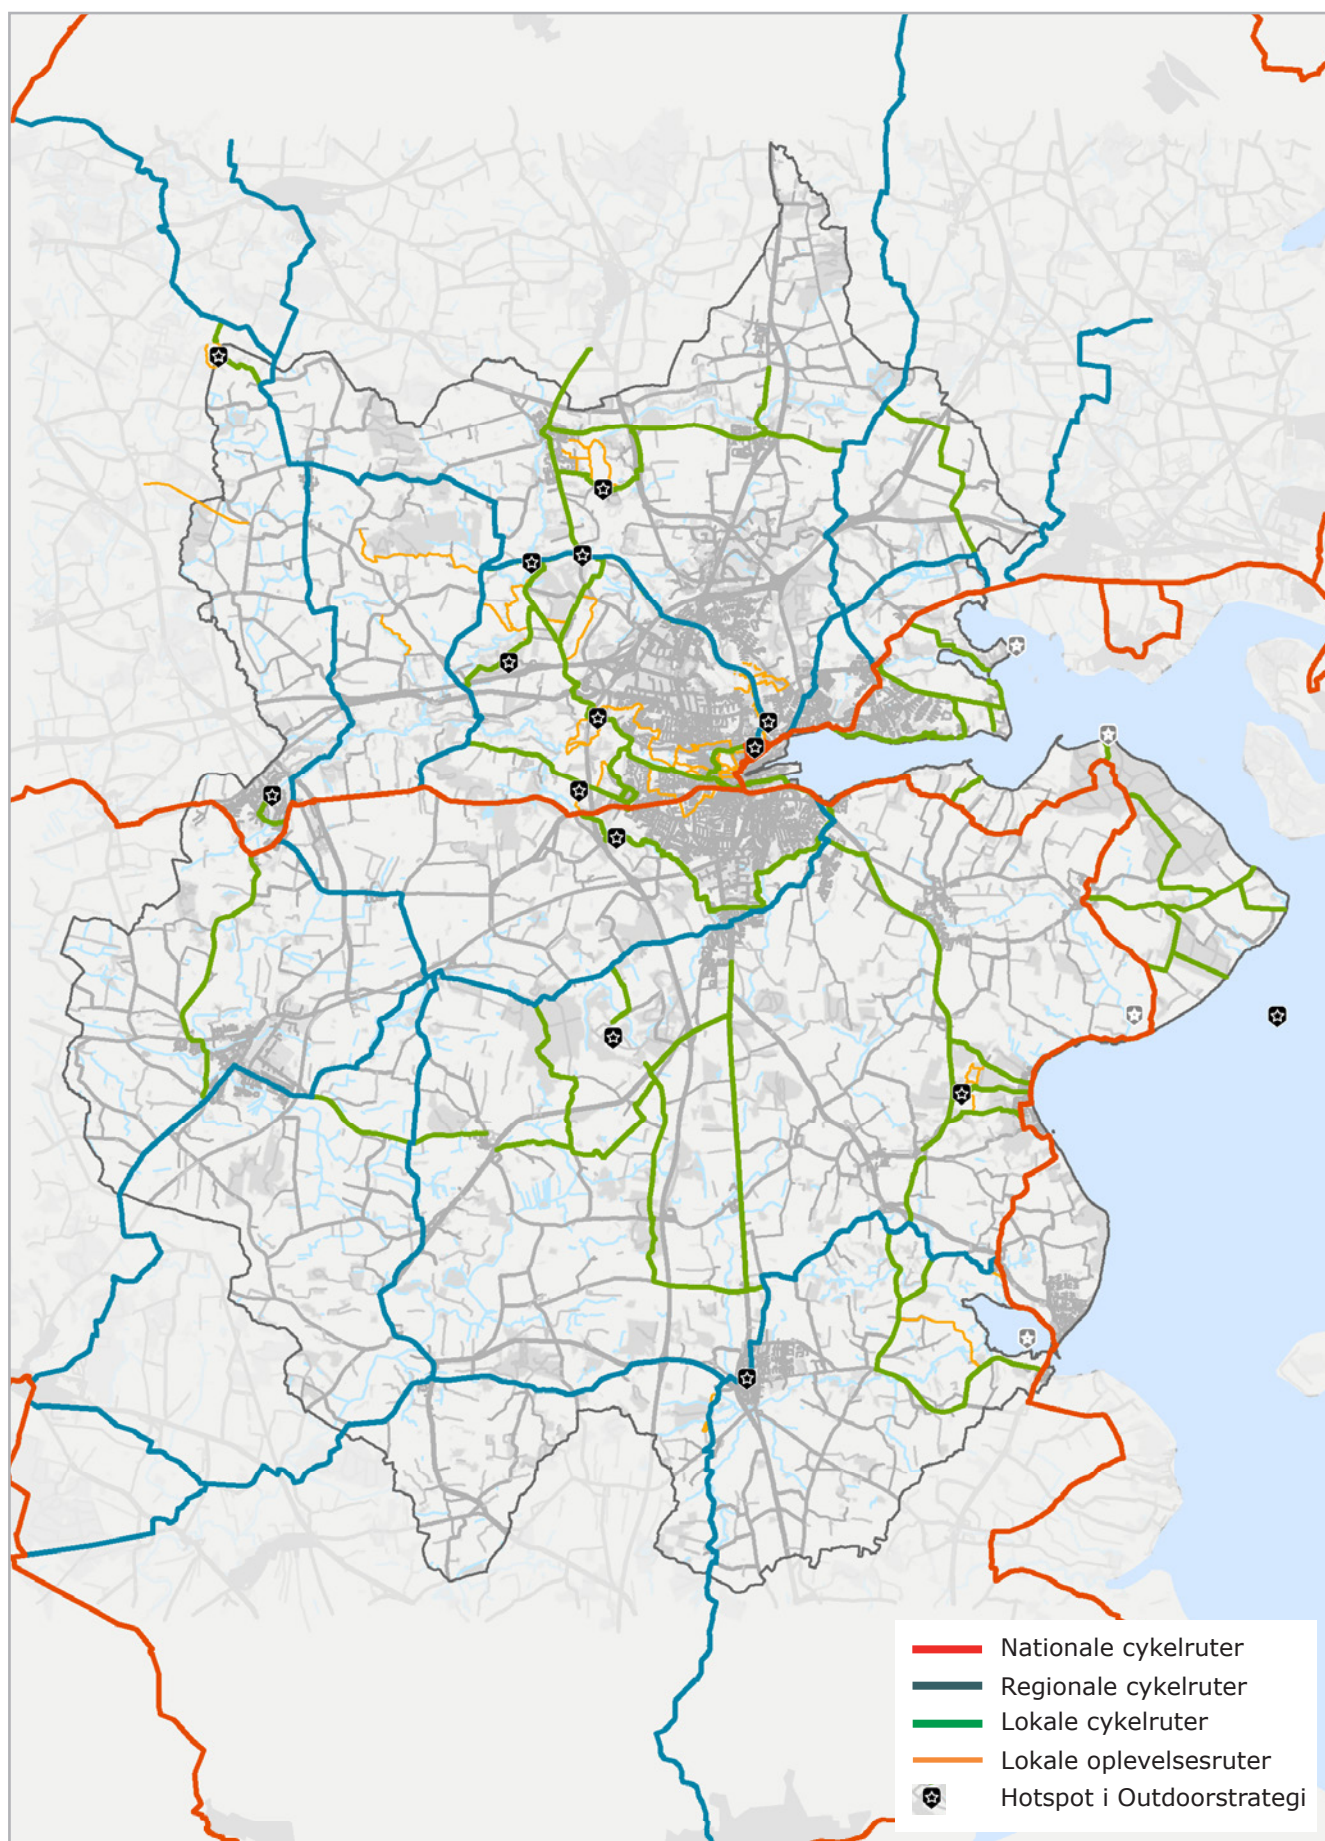 Nationale cykelruter
Regionale cykelruter
Lokale cykelruter
Lokale oplevelsesruter
Hotspot i Outdoorstrategi